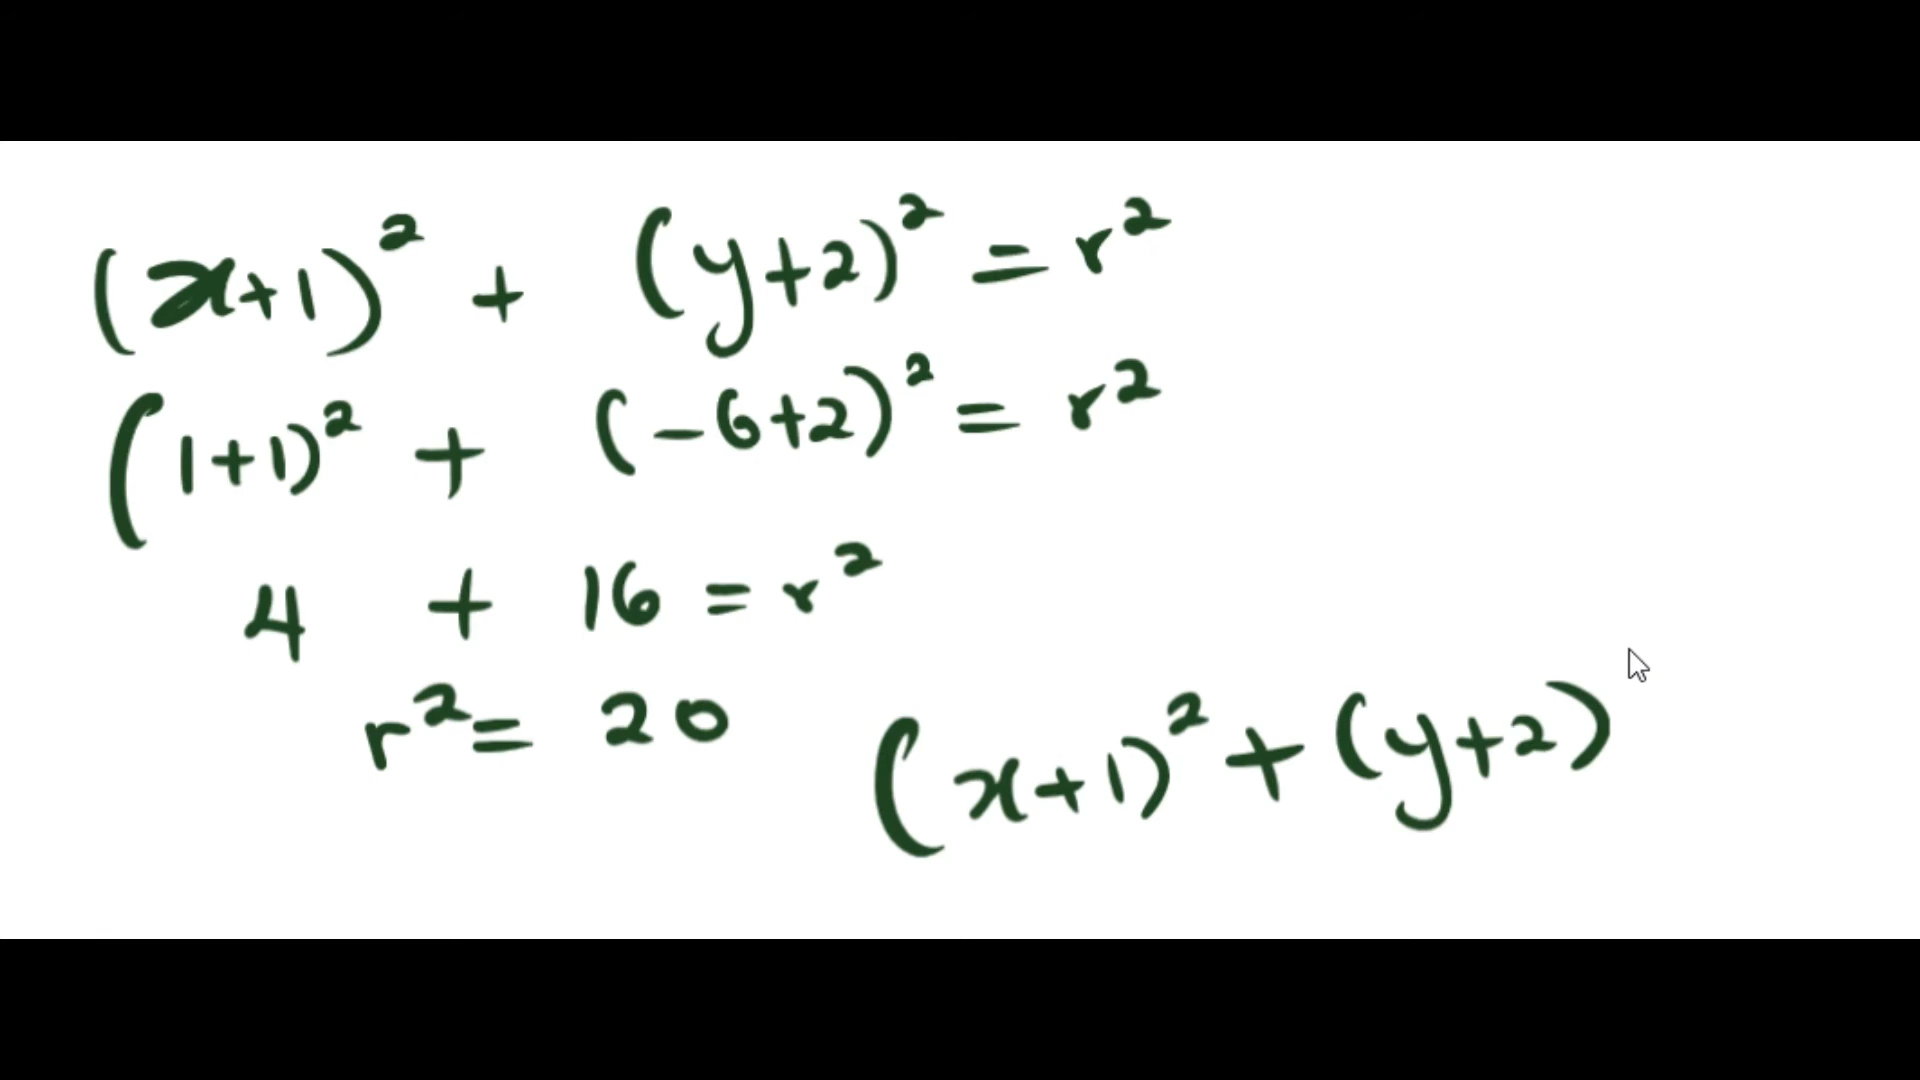 (x+1)² + (y+2)² = r²
(1+1)² + (-6+2)² = r²
4 + 16 = r²
r² = 20
(x+1)² + (y+2)